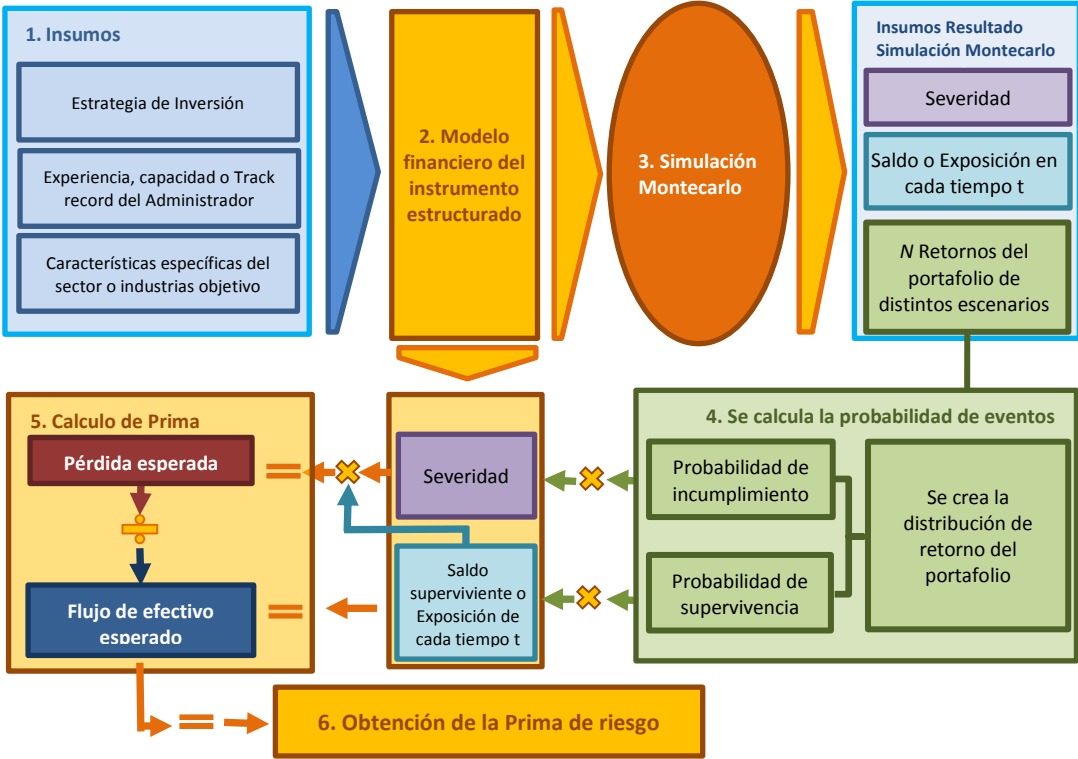 1. Insumos
Estrategia de Inversión
Experiencia, capacidad o Track
record del Administrador
Características específicas del
sector o industrias objetivo
2. Modelo
financiero del
instrumento
estructurado
3. Simulación
Montecarlo
Insumos Resultado
Simulación Montecarlo
Severidad
Saldo o Exposición en
cada tiempo t
N Retornos del
portafolio de
distintos escenarios
4. Se calcula la probabilidad de eventos
Se crea la
distribución de
retorno del
portafolio
Probabilidad de
incumplimiento
Probabilidad de
supervivencia
Severidad
Saldo
superviviente o
Exposición de
cada tiempo t
5. Calculo de Prima
Pérdida esperada
Flujo de efectivo
esperado
6. Obtención de la Prima de riesgo